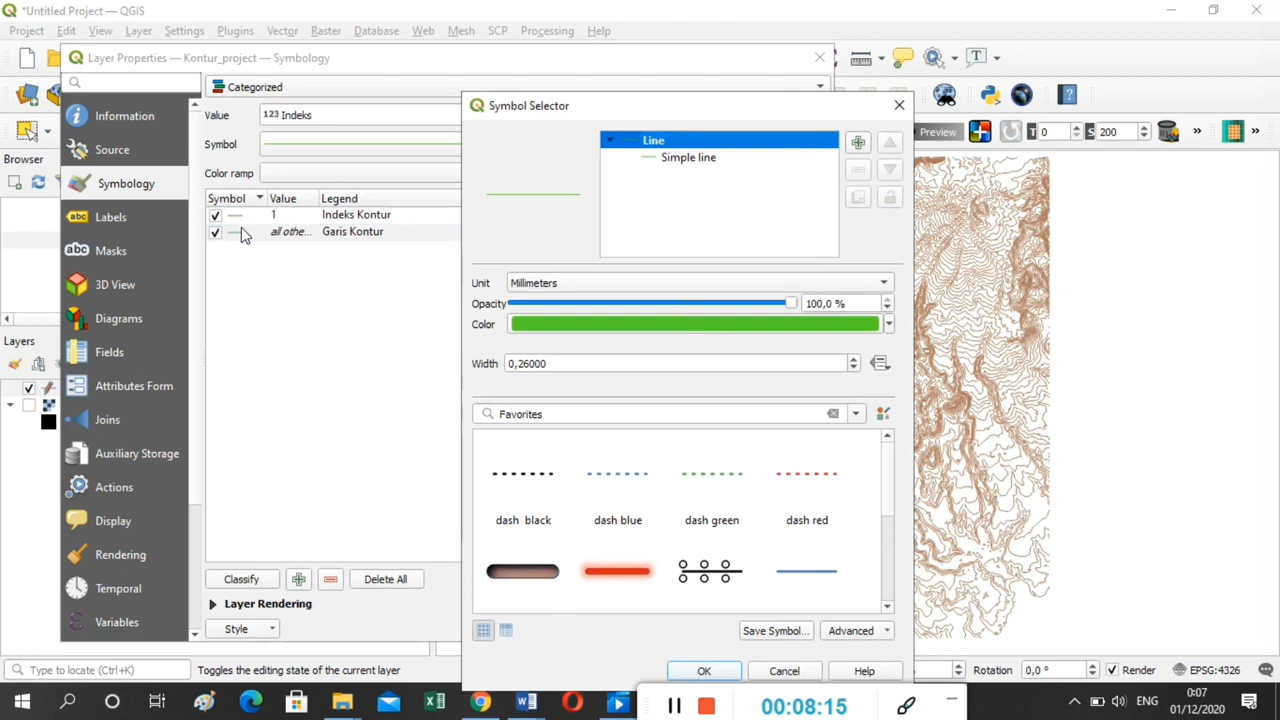 *Untitled Project — QGIS
Project Edit View Layer Settings Plugins Vector Raster Database Web Mesh SCP Processing Help
Layer Properties — Kontur_project — Symbology
Categorized
Symbol Selector
Information
Value 123 Indeks
Preview
T 0
S 200
Line
Simple line
Source
Symbol
Browser
Color ramp
Symbology
Symbol Value Legend
1 Indeks Kontur
all othe... Garis Kontur
abc Labels
abc Masks
3D View
Diagrams
Fields
Attributes Form
Joins
Auxiliary Storage
Actions
Display
Rendering
Temporal
Variables
Layers
Unit Millimeters
Opacity 100,0 %
Color
Width 0,26000
Favorites
dash black dash blue dash green dash red
Classify Delete All
Layer Rendering
Style
Save Symbol... Advanced
OK Cancel Help
Type to locate (Ctrl+K) Toggles the editing state of the current layer
Rotation 0,0 ° Render EPSG:4326
00:08:15
ENG
0:07
01/12/2020